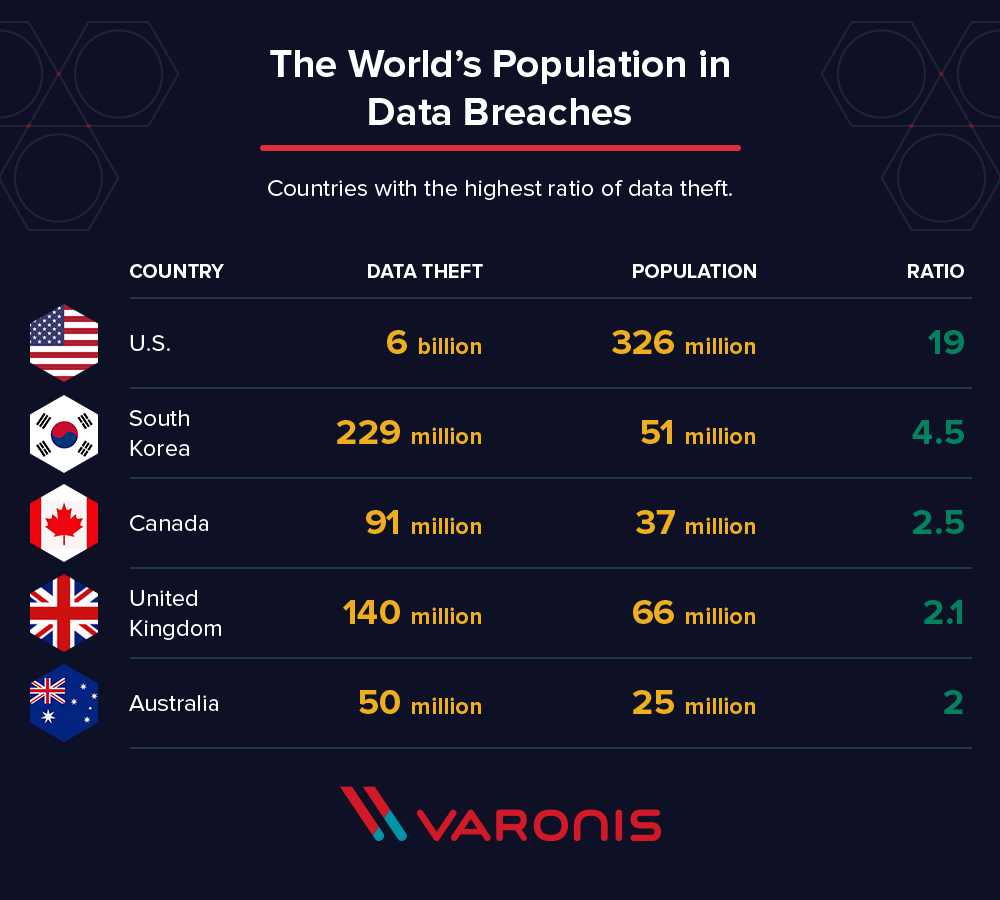 The World's Population in
Data Breaches
Countries with the highest ratio of data theft.
COUNTRY DATA THEFT POPULATION RATIO
U.S. 6 billion 326 million 19
South
Korea 229 million 51 million 4.5
Canada 91 million 37 million 2.5
United
Kingdom 140 million 66 million 2.1
Australia 50 million 25 million 2
VARONIS